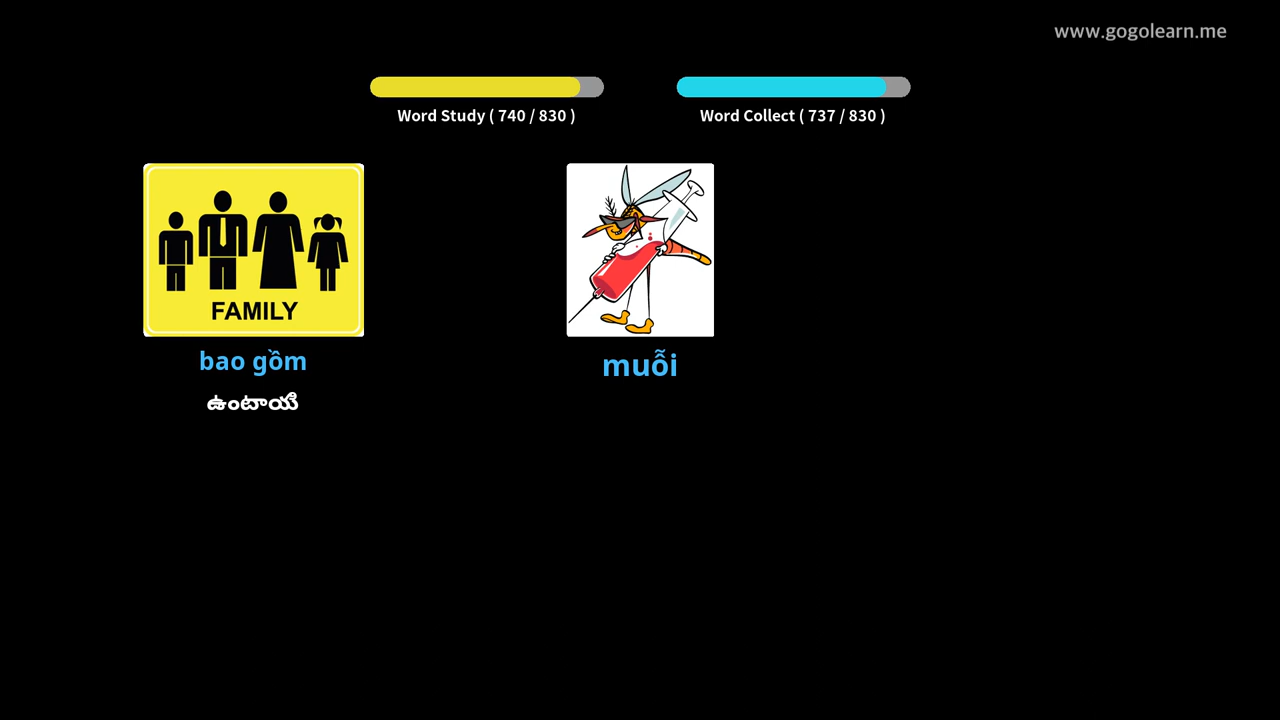 www.gogolearn.me
Word Study ( 740 / 830 )
Word Collect ( 737 / 830 )
FAMILY
bao gồm
ఉంటాయి
muỗi